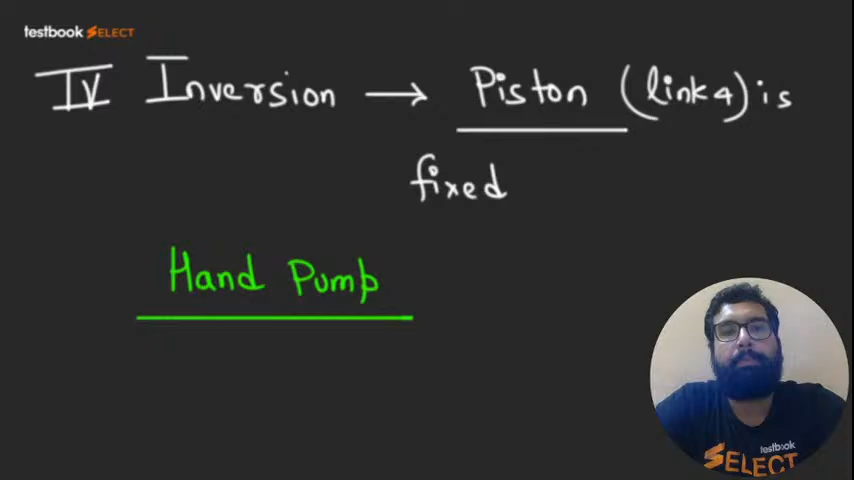 testbook SELECT
IV Inversion → Piston (link4) is
fixed
Hand Pump
testbook
SELECT